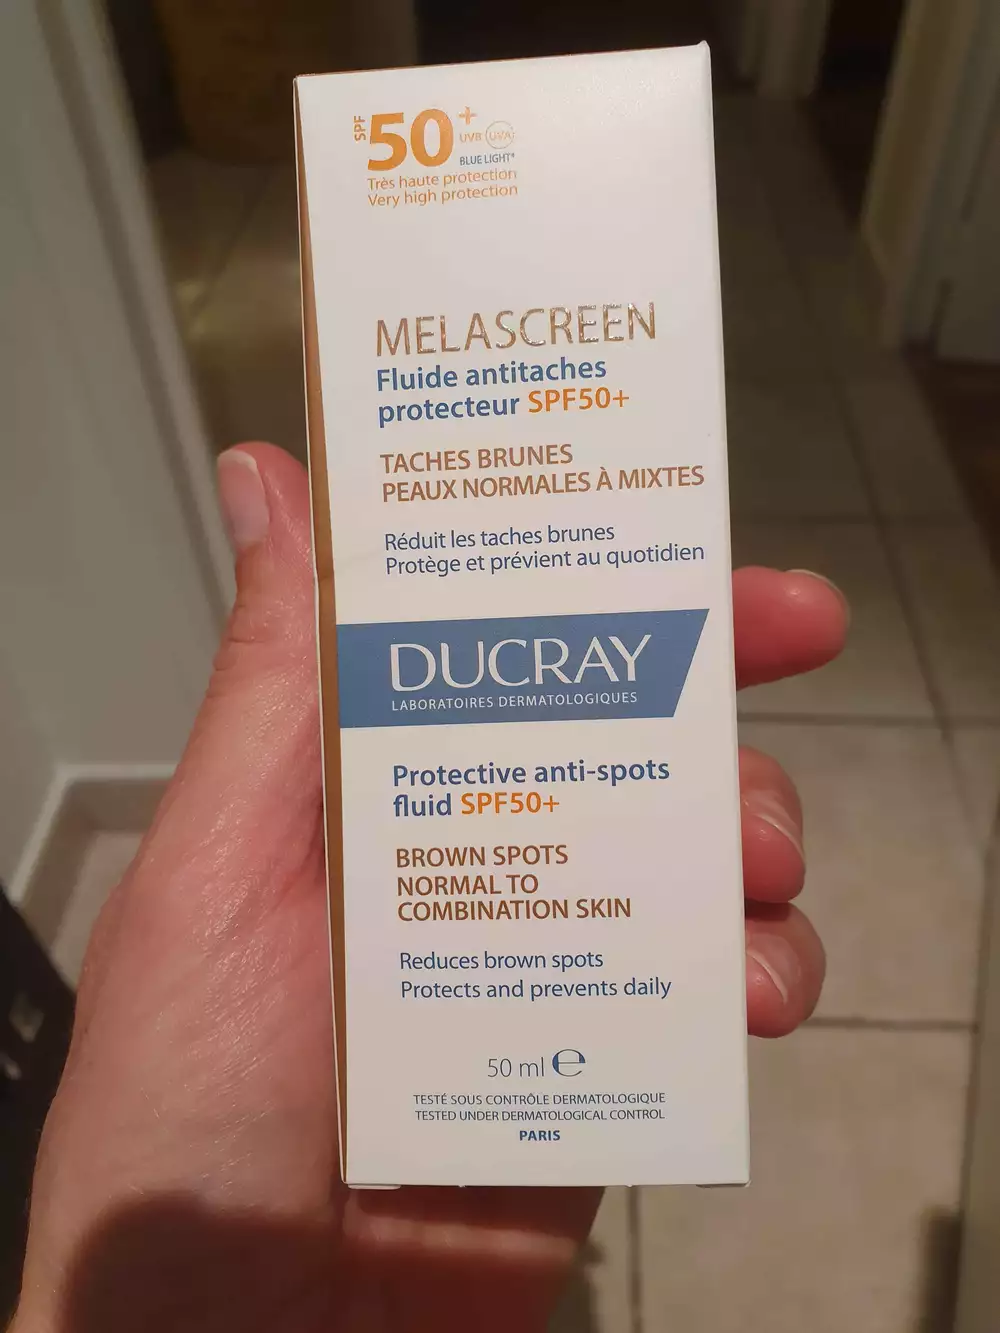 SPF 50+ UVB UVA
BLUE LIGHT*
Très haute protection
Very high protection
MELASCREEN
Fluide antitaches
protecteur SPF50+
TACHES BRUNES
PEAUX NORMALES À MIXTES
Réduit les taches brunes
Protège et prévient au quotidien
DUCRAY
LABORATOIRES DERMATOLOGIQUES
Protective anti-spots
fluid SPF50+
BROWN SPOTS
NORMAL TO
COMBINATION SKIN
Reduces brown spots
Protects and prevents daily
50 ml ℮
TESTÉ SOUS CONTRÔLE DERMATOLOGIQUE
TESTED UNDER DERMATOLOGICAL CONTROL
PARIS